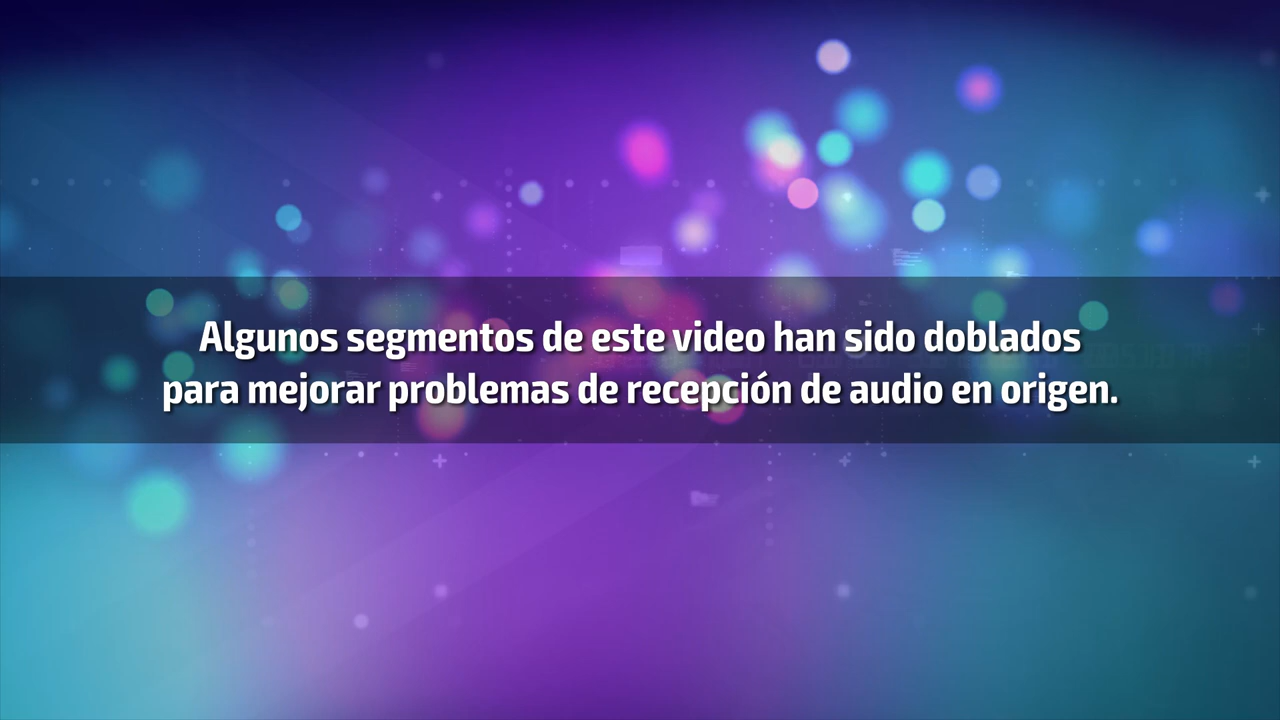 Algunos segmentos de este video han sido doblados
para mejorar problemas de recepción de audio en origen.